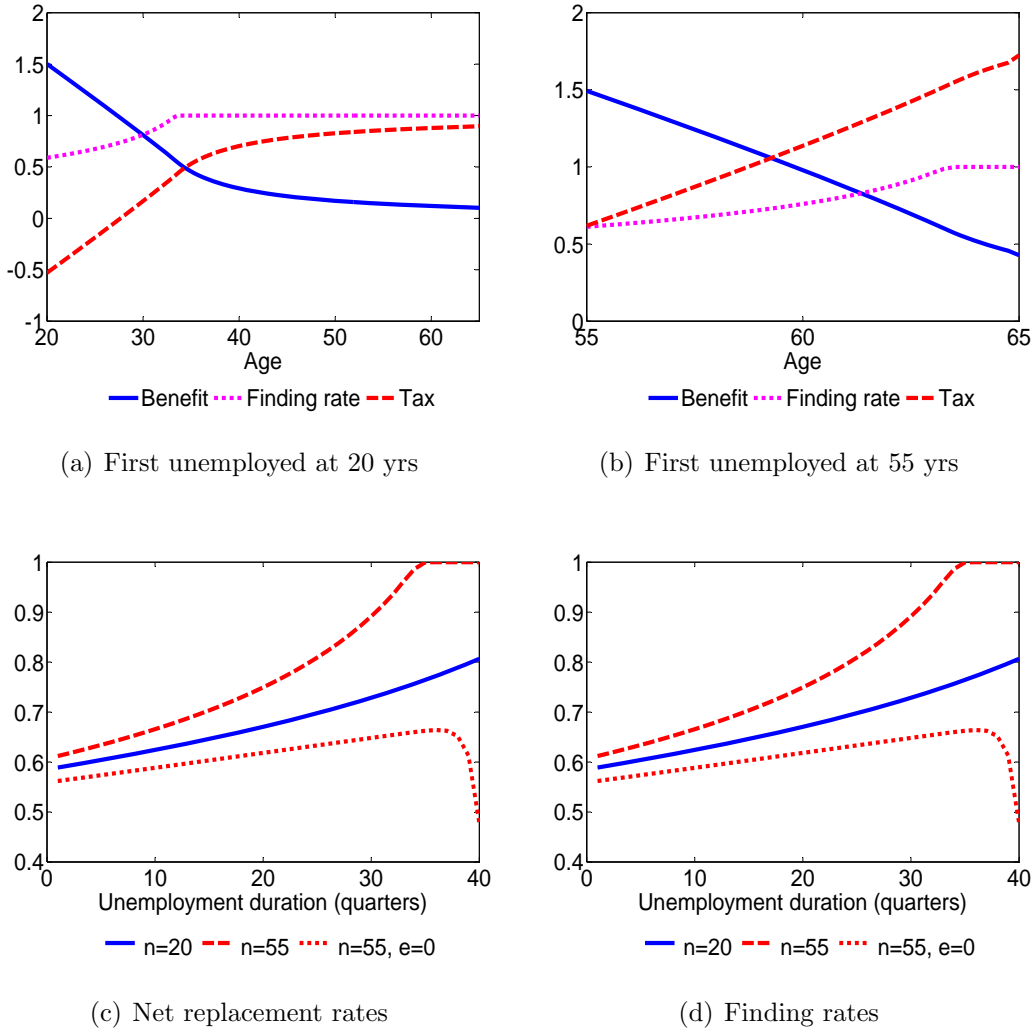 2
1.5
1
0.5
0
-0.5
-1
20 30 40 50 60
Age
Benefit Finding rate Tax
(a) First unemployed at 20 yrs
2
1.5
1
0.5
0
55 60 65
Age
Benefit Finding rate Tax
(b) First unemployed at 55 yrs
1
0.9
0.8
0.7
0.6
0.5
0.4
0 10 20 30 40
Unemployment duration (quarters)
n=20 n=55 n=55, e=0
(c) Net replacement rates
1
0.9
0.8
0.7
0.6
0.5
0.4
0 10 20 30 40
Unemployment duration (quarters)
n=20 n=55 n=55, e=0
(d) Finding rates